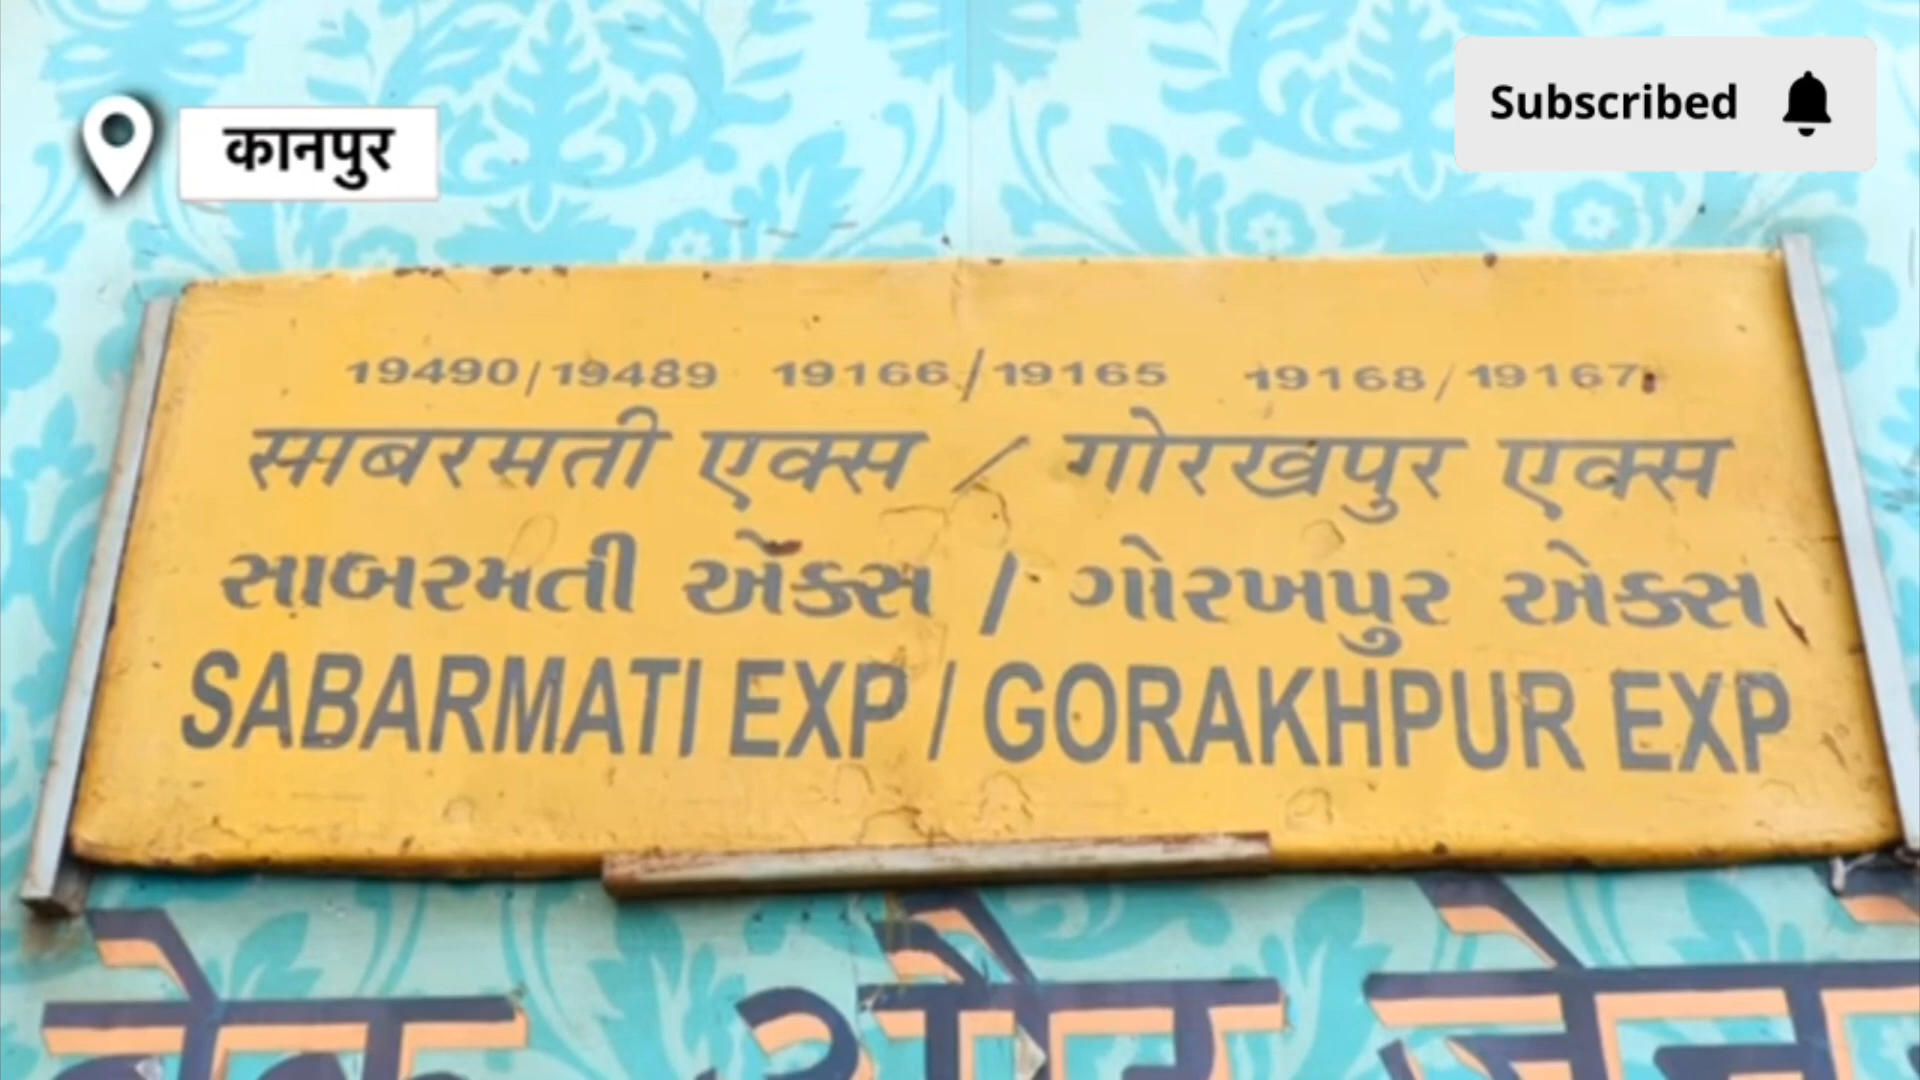 Subscribed
कानपुर
19490/19489 19166/19165 19168/19167
साबरमती एक्स / गोरखपुर एक्स
સાબરમતી ઍક્સ / ગોરખપુર એક્સ
SABARMATI EXP / GORAKHPUR EXP